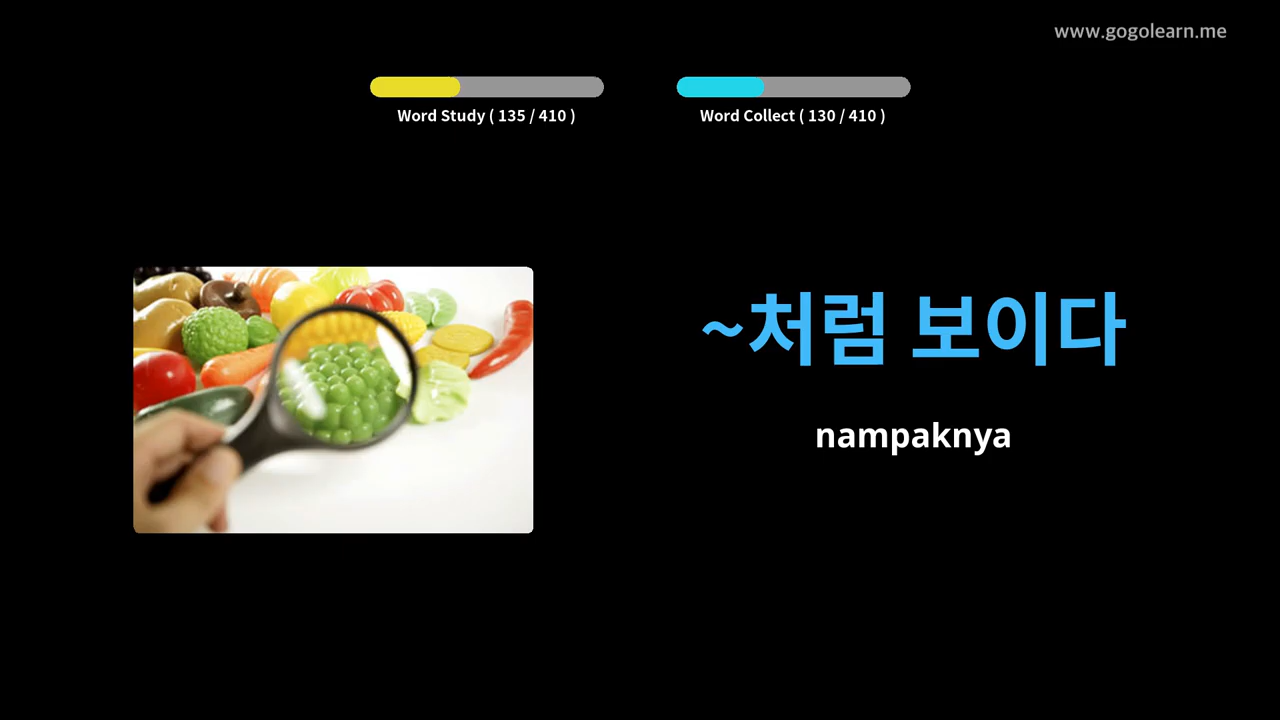 www.gogolearn.me
Word Study ( 135 / 410 )
Word Collect ( 130 / 410 )
~처럼 보이다
nampaknya